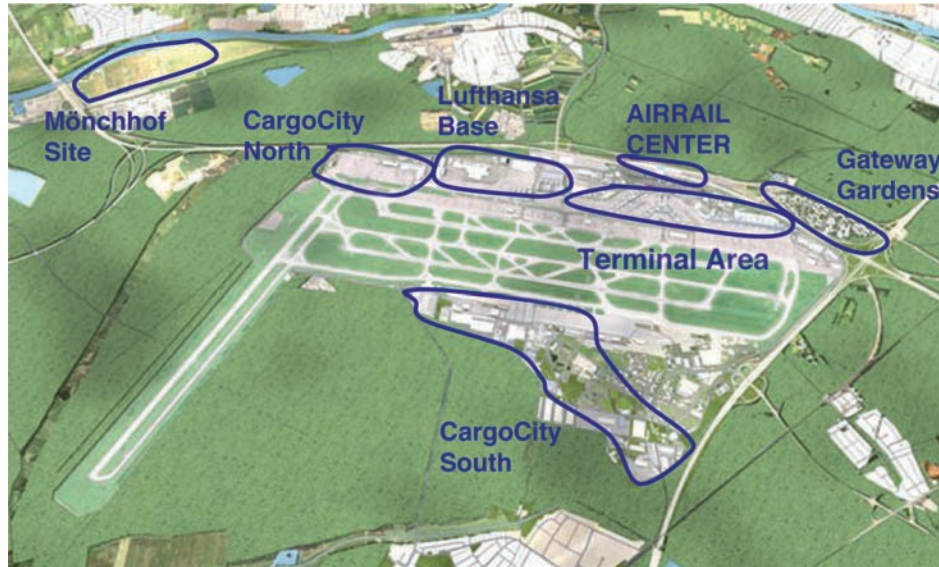 Mönchhof
Site
CargoCity
North
Lufthansa
Base
AIRRAIL
CENTER
Gateway
Gardens
Terminal Area
CargoCity
South